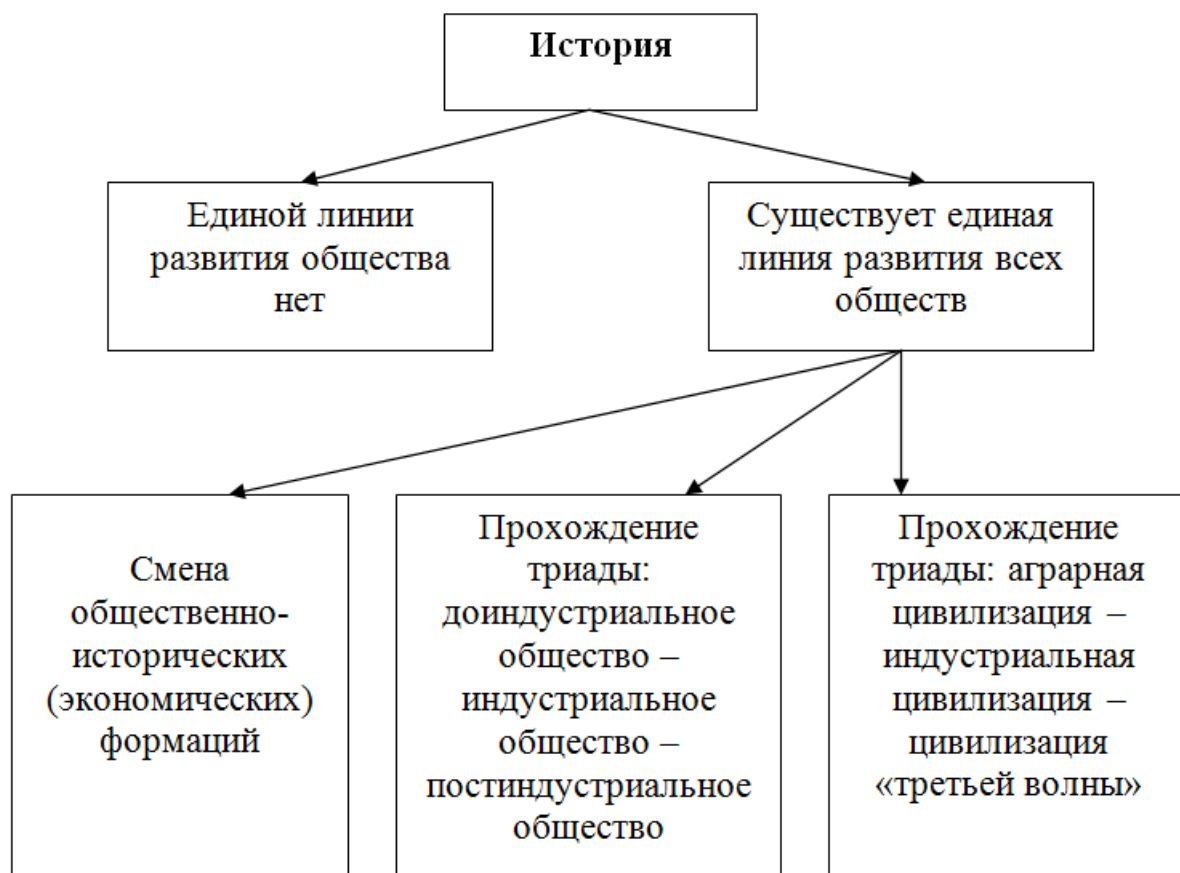 История
Единой линии
развития общества
нет
Существует единая
линия развития всех
обществ
Смена
общественно-
исторических
(экономических)
формаций
Прохождение
триады:
доиндустриальное
общество –
индустриальное
общество –
постиндустриальное
общество
Прохождение
триады: аграрная
цивилизация –
индустриальная
цивилизация –
цивилизация
«третьей волны»